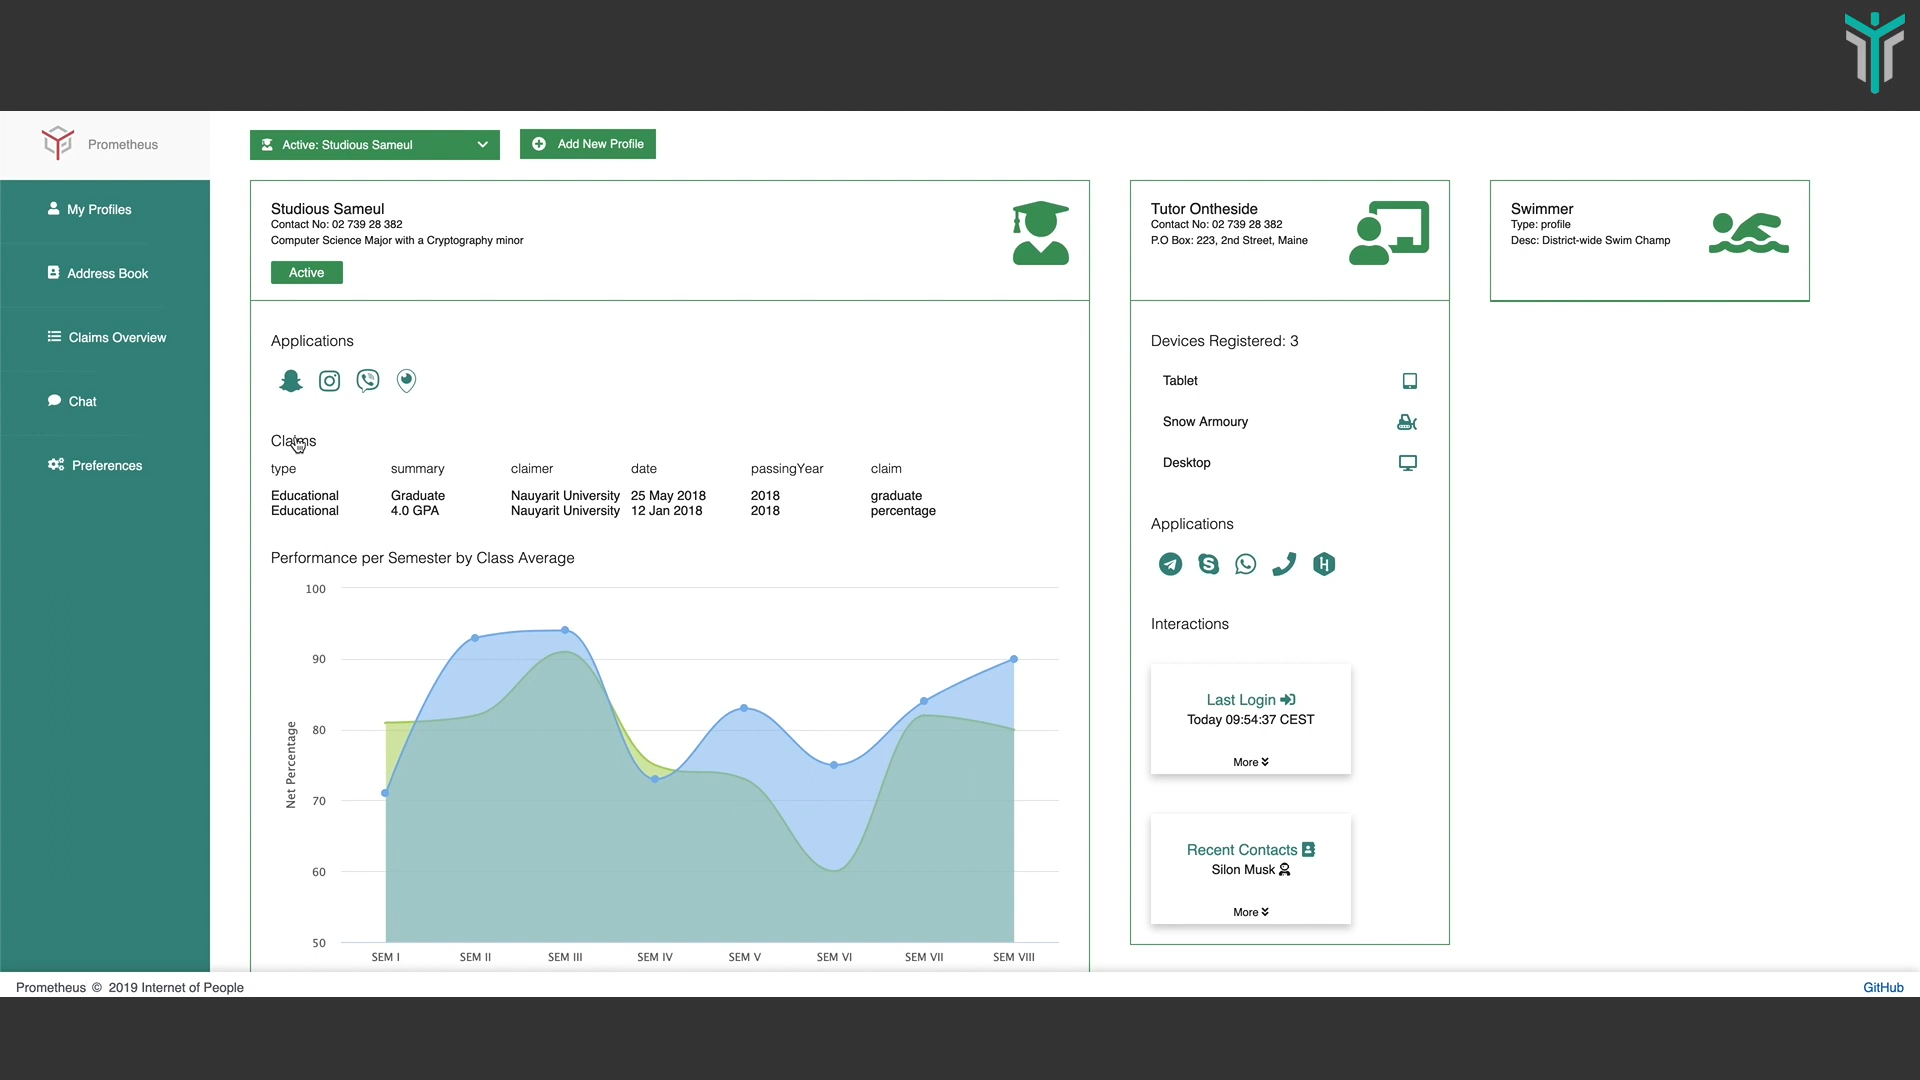 Prometheus
Active: Studious Sameul
Add New Profile
My Profiles
Address Book
Claims Overview
Chat
Preferences
Studious Sameul
Contact No: 02 739 28 382
Computer Science Major with a Cryptography minor
Active
Applications
Claims
type summary claimer date passingYear claim
Educational Graduate Nauyarit University 25 May 2018 2018 graduate
Educational 4.0 GPA Nauyarit University 12 Jan 2018 2018 percentage
Performance per Semester by Class Average
Net Percentage
100
90
80
70
60
50
SEM I SEM II SEM III SEM IV SEM V SEM VI SEM VII SEM VIII
Tutor Ontheside
Contact No: 02 739 28 382
P.O Box: 223, 2nd Street, Maine
Devices Registered: 3
Tablet
Snow Armoury
Desktop
Applications
Interactions
Last Login
Today 09:54:37 CEST
More
Recent Contacts
Silon Musk
More
Swimmer
Type: profile
Desc: District-wide Swim Champ
Prometheus © 2019 Internet of People
GitHub